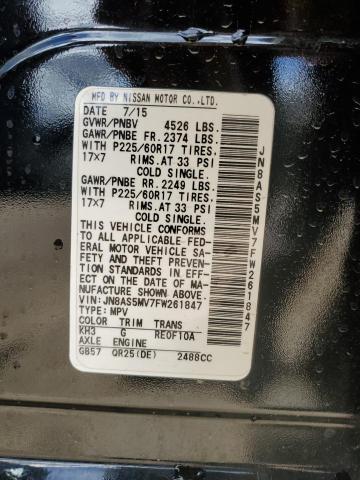 MFD BY NISSAN MOTOR CO.,LTD.
DATE 7/15
GVWR/PNBV 4526 LBS.
GAWR/PNBE FR. 2374 LBS.
WITH P225/60R17 TIRES,
17X7 RIMS.AT 33 PSI
COLD SINGLE.
GAWR/PNBE RR. 2249 LBS.
WITH P225/60R17 TIRES,
17X7 RIMS.AT 33 PSI
COLD SINGLE.
THIS VEHICLE CONFORMS
TO ALL APPLICABLE FED-
ERAL MOTOR VEHICLE SA-
FETY AND THEFT PREVEN-
TION STANDARDS IN EFF-
ECT ON THE DATE OF MA-
NUFACTURE SHOWN ABOVE.
VIN:JN8AS5MV7FW261847
TYPE:MPV
COLOR TRIM TRANS
KH3 G RE0F10A
AXLE ENGINE
GB57 QR25(DE) 2488CC
JN8AS5MV7FW261847